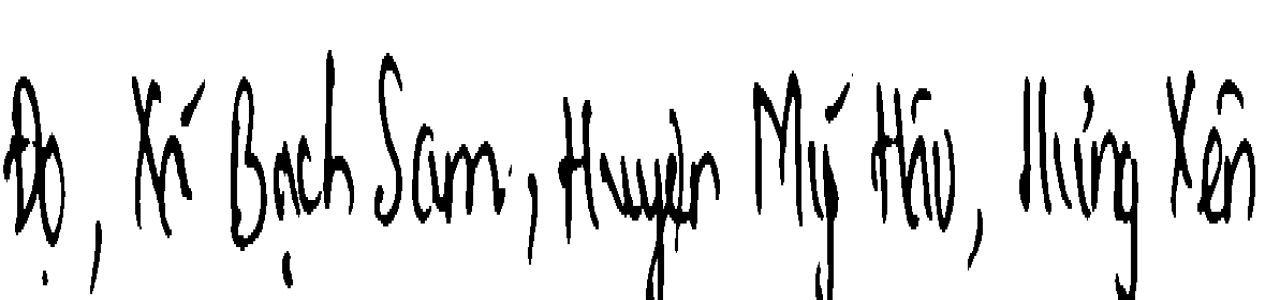 Độ, Xã Bạch Sam, Huyện Mỹ Hào, Hưng Yên